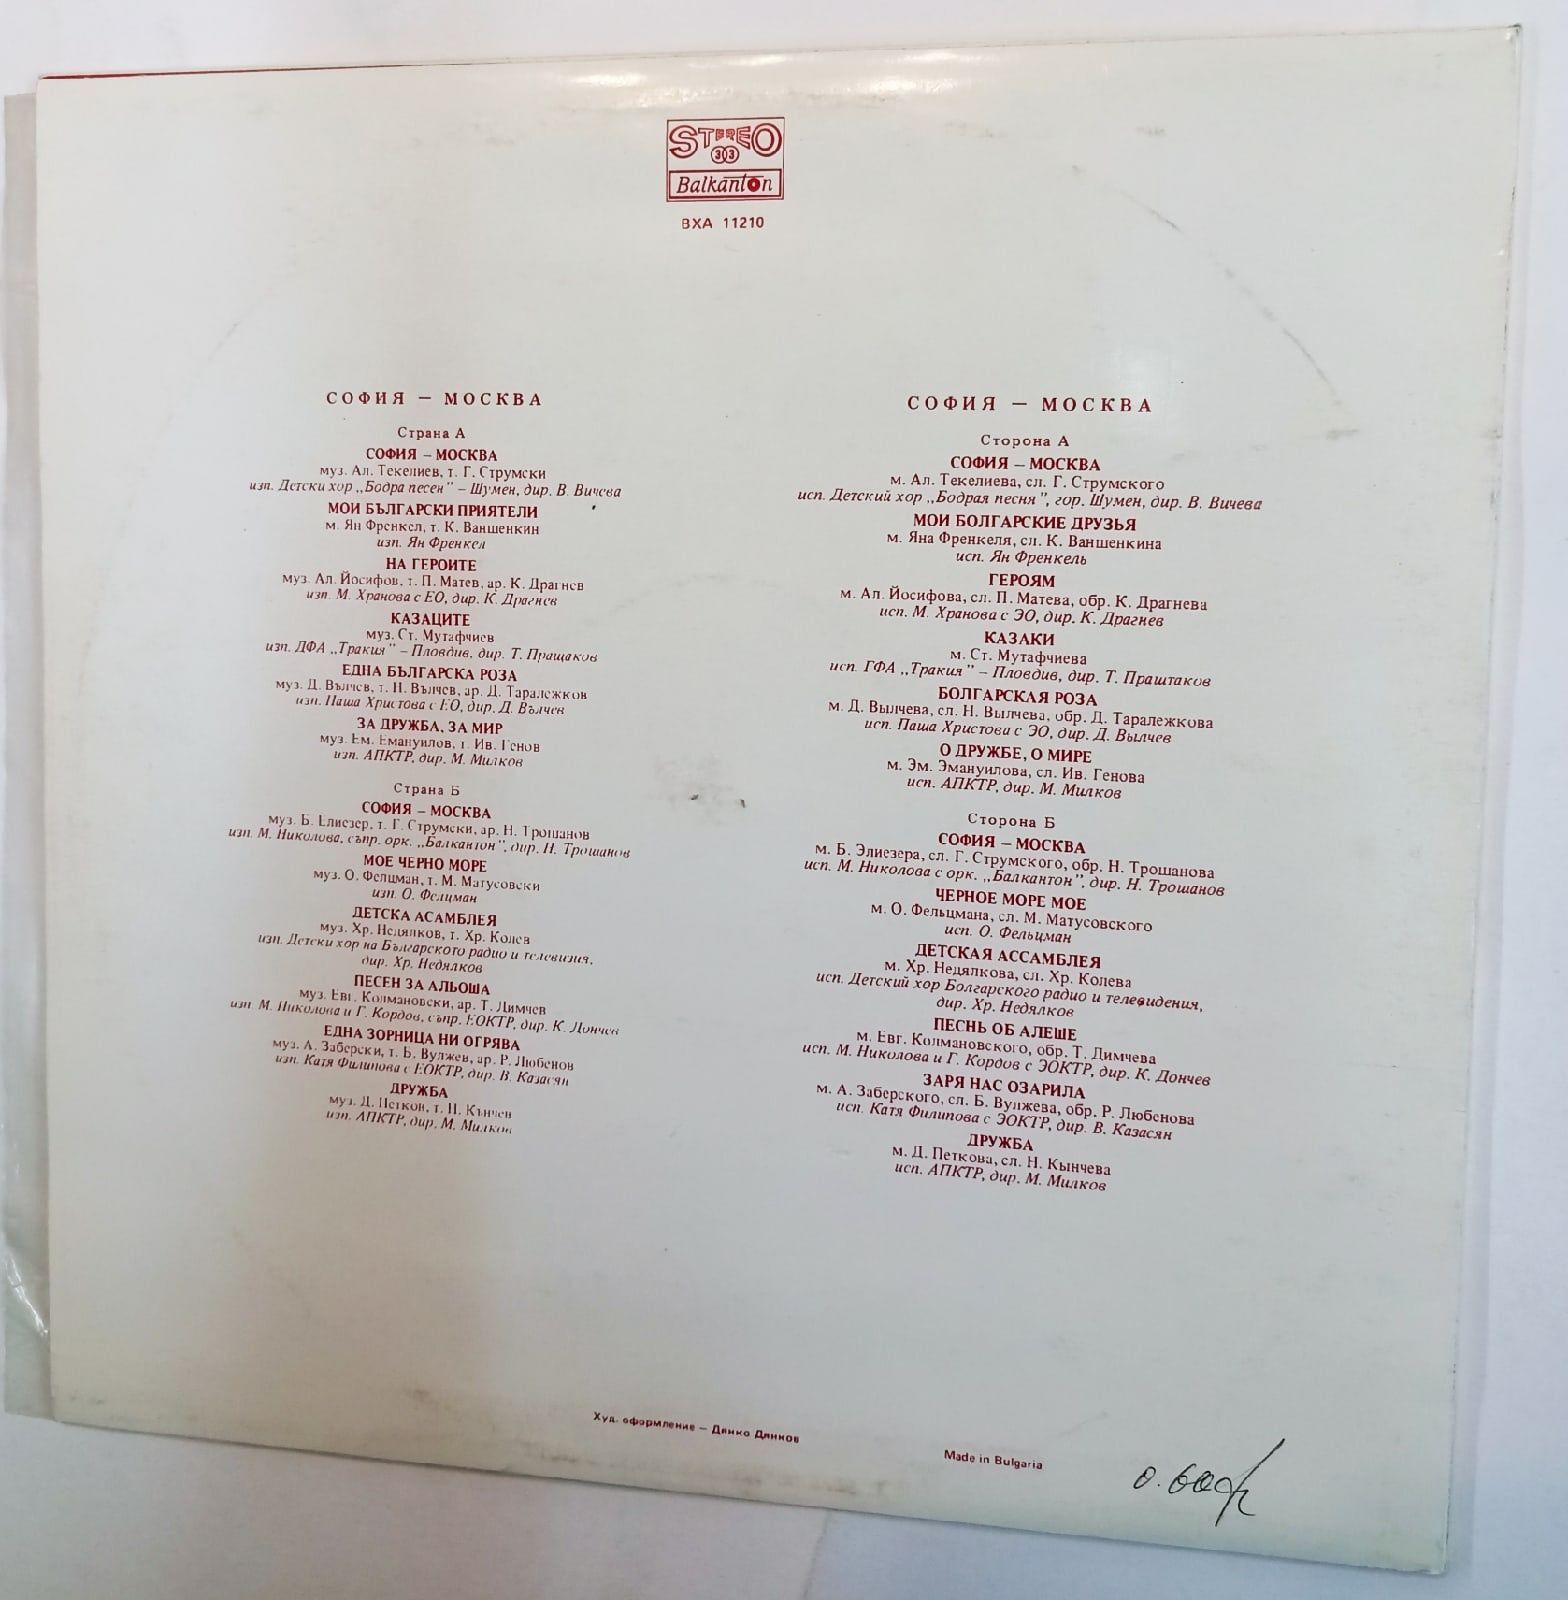 STEREO
33
Balkanton
ВХА 11210
СОФИЯ – МОСКВА
Страна А
СОФИЯ – МОСКВА
муз. Ал. Текелиев, т. Г. Струмски
изп. Детски хор „Бодра песен" – Шумен, дир. В. Вичева
МОИ БЪЛГАРСКИ ПРИЯТЕЛИ
м. Ян Френкел, т. К. Ваншенкин
изп. Ян Френкел
НА ГЕРОИТЕ
муз. Ал. Йосифов, т. П. Матев, ар. К. Драгнев
изп. М. Хранова с ЕО, дир. К. Драгнев
КАЗАЦИТЕ
муз. Ст. Мутафчиев
изп. ДФА „Тракия" – Пловдив, дир. Т. Пращаков
ЕДНА БЪЛГАРСКА РОЗА
муз. Д. Вълчев, т. Н. Вълчев, ар. Д. Таралежков
изп. Паша Христова с ЕО, дир. Д. Вълчев
ЗА ДРУЖБА, ЗА МИР
муз. Ем. Емануилов, т. Ив. Генов
изп. АПКТР, дир. М. Милков
Страна Б
СОФИЯ – МОСКВА
муз. Б. Елиезер, т. Г. Струмски, ар. Н. Трошанов
изп. М. Николова, съпр. орк. „Балкантон", дир. Н. Трошанов
МОЕ ЧЕРНО МОРЕ
муз. О. Фелцман, т. М. Матусовски
изп. О. Фелцман
ДЕТСКА АСАМБЛЕЯ
муз. Хр. Недялков, т. Хр. Колев
изп. Детски хор на Българското радио и телевизия,
дир. Хр. Недялков
ПЕСЕН ЗА АЛЬОША
муз. Евг. Колмановски, ар. Т. Димчев
изп. М. Николова и Г. Кордов, съпр. ЕОКТР, дир. К. Дончев
ЕДНА ЗОРНИЦА НИ ОГРЯВА
муз. А. Заберски, т. Б. Вулжев, ар. Р. Любенов
изп. Катя Филипова с ЕОКТР, дир. В. Казасян
ДРУЖБА
муз. Д. Петков, т. Н. Кънчев
изп. АПКТР, дир. М. Милков
СОФИЯ – МОСКВА
Сторона А
СОФИЯ – МОСКВА
м. Ал. Текелиева, сл. Г. Струмского
исп. Детский хор „Бодрая песня", гор. Шумен, дир. В. Вичева
МОИ БОЛГАРСКИЕ ДРУЗЬЯ
м. Яна Френкеля, сл. К. Ваншенкина
исп. Ян Френкель
ГЕРОЯМ
м. Ал. Йосифова, сл. П. Матева, обр. К. Драгнева
исп. М. Хранова с ЭО, дир. К. Драгнев
КАЗАКИ
м. Ст. Мутафчиева
исп. ГФА „Тракия" – Пловдив, дир. Т. Праштаков
БОЛГАРСКАЯ РОЗА
м. Д. Вылчева, сл. Н. Вылчева, обр. Д. Таралежкова
исп. Паша Христова с ЭО, дир. Д. Вылчев
О ДРУЖБЕ, О МИРЕ
м. Эм. Эмануилова, сл. Ив. Генова
исп. АПКТР, дир. М. Милков
Сторона Б
СОФИЯ – МОСКВА
м. Б. Элиезера, сл. Г. Струмского, обр. Н. Трошанова
исп. М. Николова с орк. „Балкантон", дир. Н. Трошанов
ЧЕРНОЕ МОРЕ МОЕ
м. О. Фельцмана, сл. М. Матусовского
исп. О. Фельцман
ДЕТСКАЯ АССАМБЛЕЯ
м. Хр. Недялкова, сл. Хр. Колева
исп. Детский хор Болгарского радио и телевидения,
дир. Хр. Недялков
ПЕСНЬ ОБ АЛЕШЕ
м. Евг. Колмановского, обр. Т. Димчева
исп. М. Николова и Г. Кордов с ЭОКТР, дир. К. Дончев
ЗАРЯ НАС ОЗАРИЛА
м. А. Заберского, сл. Б. Вулжева, обр. Р. Любенова
исп. Катя Филипова с ЭОКТР, дир. В. Казасян
ДРУЖБА
м. Д. Петкова, сл. Н. Кынчева
исп. АПКТР, дир. М. Милков
Худ. оформление – Данко Данков
Made in Bulgaria